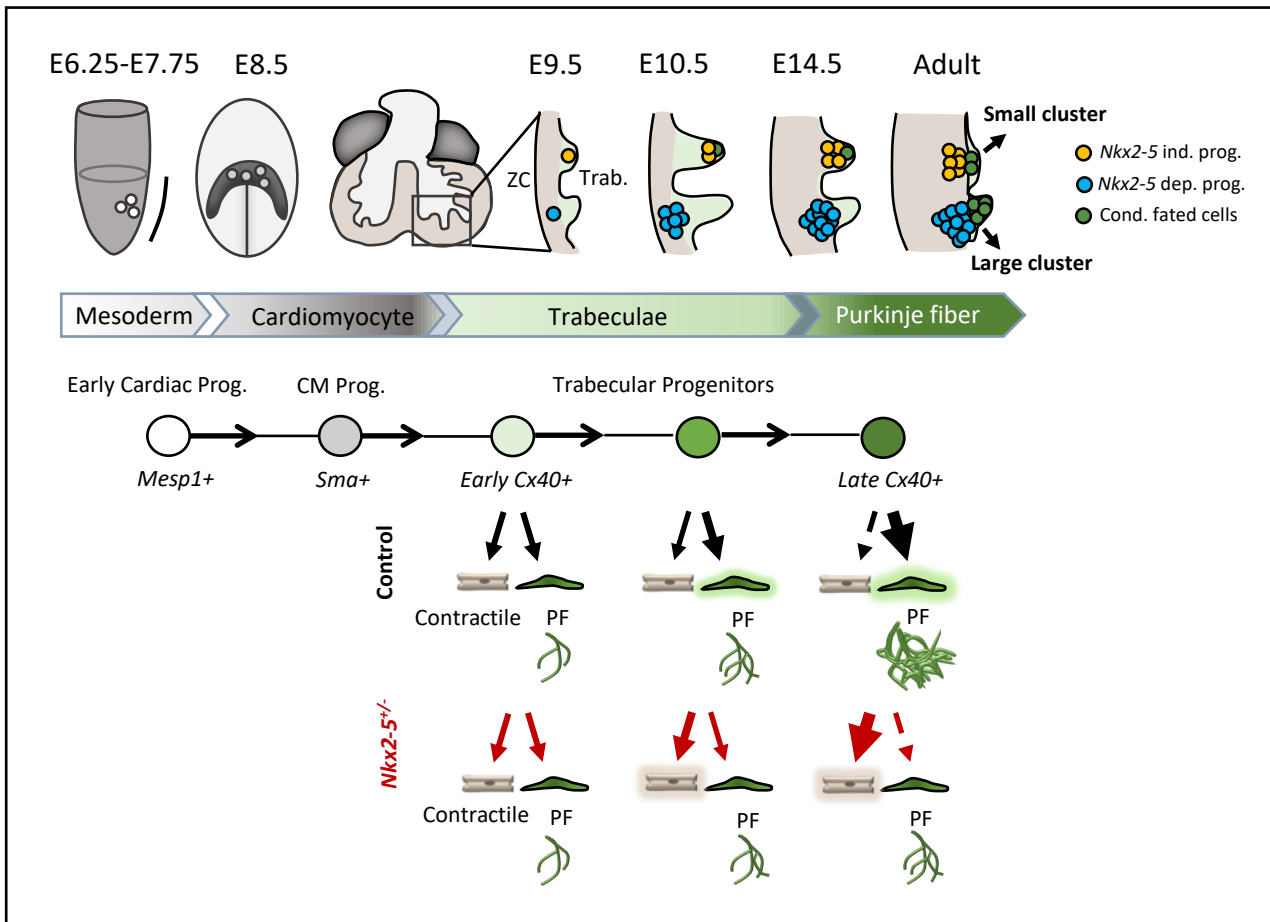 E6.25-E7.75
E8.5
E9.5
E10.5
E14.5
Adult
Small cluster
ZC
Trab.
Nkx2-5 ind. prog.
Nkx2-5 dep. prog.
Cond. fated cells
Large cluster
Mesoderm
Cardiomyocyte
Trabeculae
Purkinje fiber
Early Cardiac Prog.
CM Prog.
Trabecular Progenitors
Mesp1+
Sma+
Early Cx40+
Late Cx40+
Control
Contractile
PF
PF
PF
Nkx2-5+/-
Contractile
PF
PF
PF